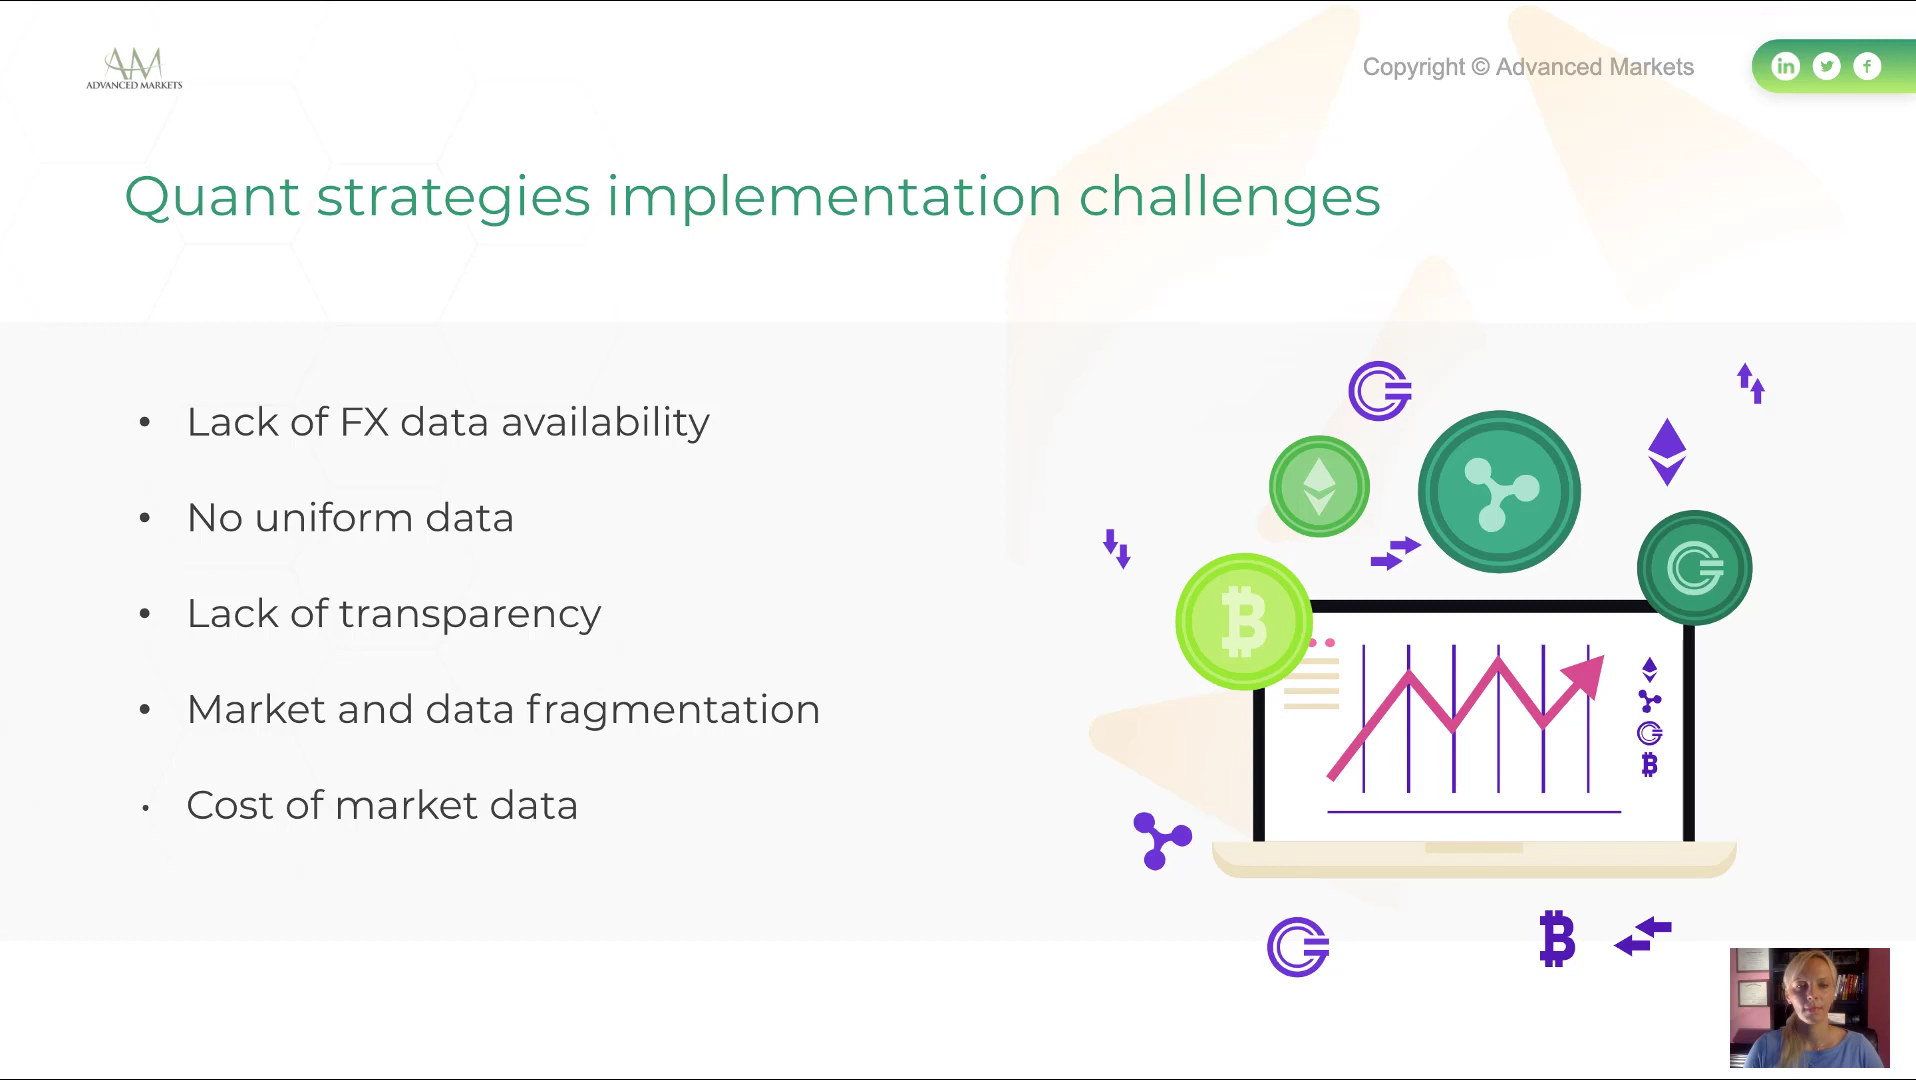 ADVANCED MARKETS
Copyright © Advanced Markets
Quant strategies implementation challenges
• Lack of FX data availability
• No uniform data
• Lack of transparency
• Market and data fragmentation
• Cost of market data